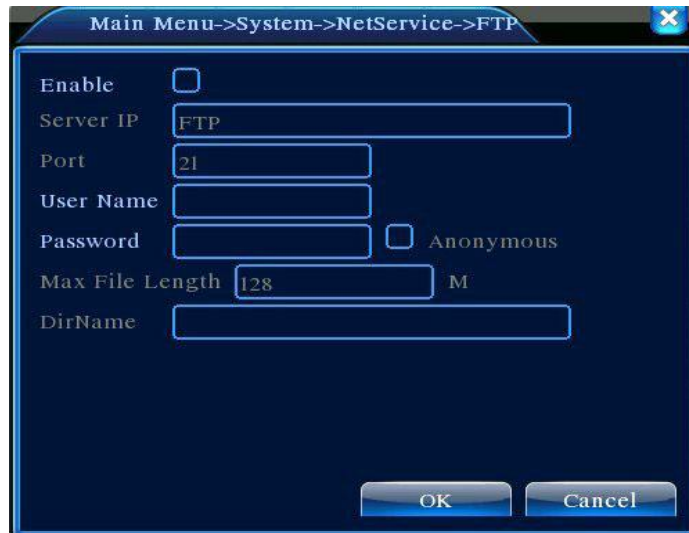 Main Menu->System->NetService->FTP
Enable
Server IP FTP
Port 21
User Name
Password Anonymous
Max File Length 128 M
DirName
OK Cancel